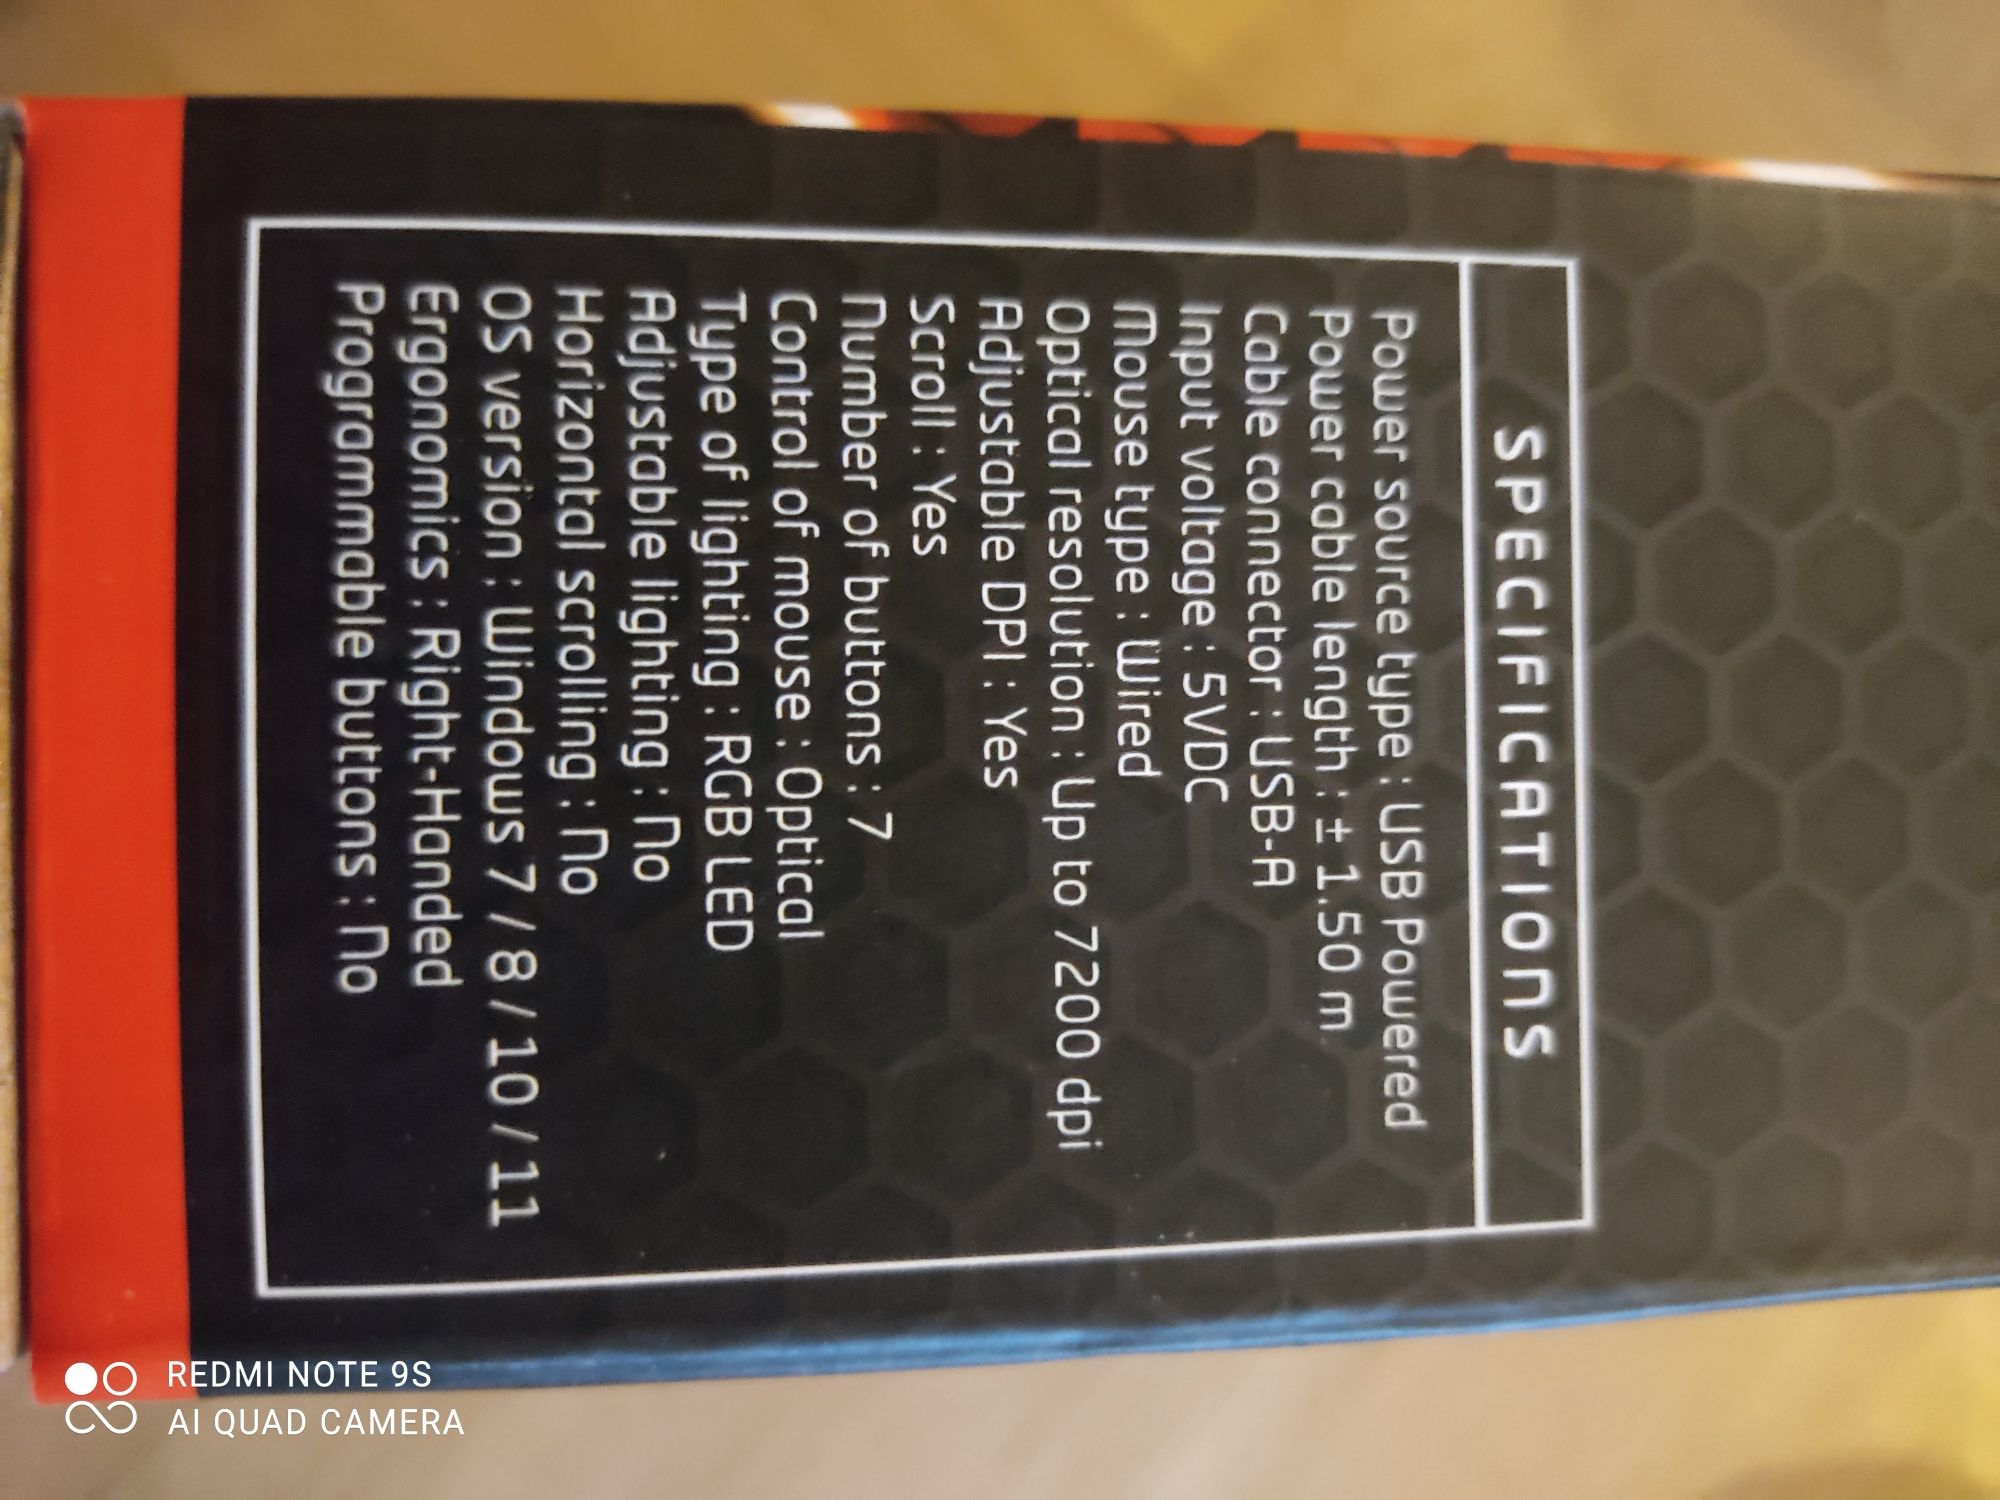 SPECIFICATIONS
Power source type : USB Powered
Power cable length : ± 1.50 m
Cable connector : USB-A
Input voltage : 5VDC
Mouse type : Wired
Optical resolution : Up to 7200 dpi
Adjustable DPI : Yes
Scroll : Yes
Number of buttons : 7
Control of mouse : Optical
Type of lighting : RGB LED
Adjustable lighting : No
Horizontal scrolling : No
OS version : Windows 7 / 8 / 10 / 11
Ergonomics : Right-Handed
Programmable buttons : No
REDMI NOTE 9S
AI QUAD CAMERA